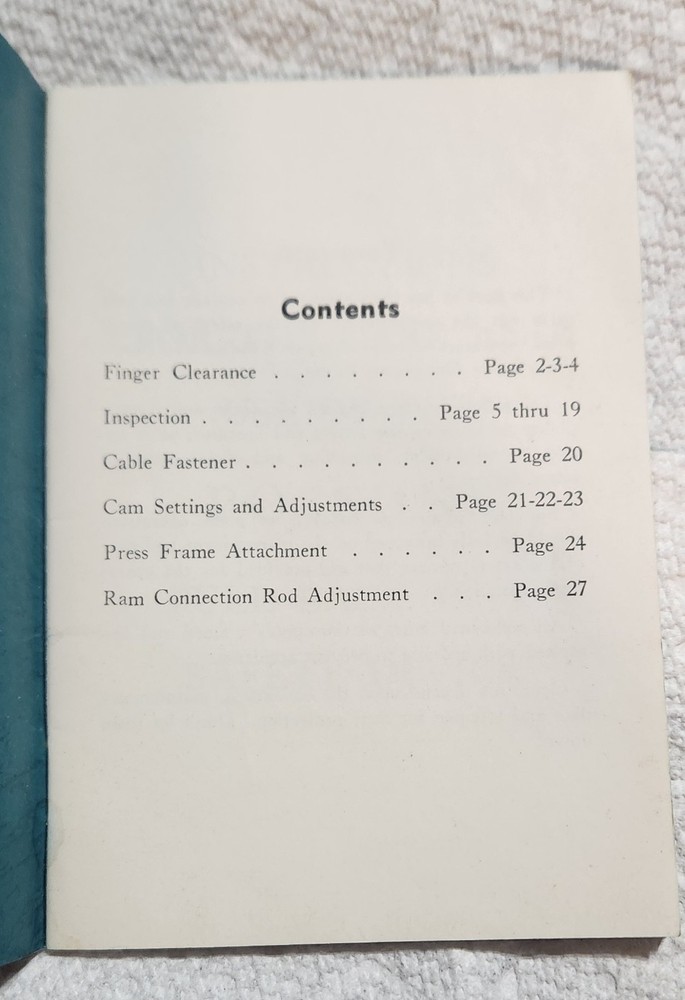 Contents
Finger Clearance . . . . . . . . Page 2-3-4
Inspection . . . . . . . . . Page 5 thru 19
Cable Fastener . . . . . . . . . . Page 20
Cam Settings and Adjustments . . Page 21-22-23
Press Frame Attachment . . . . . . Page 24
Ram Connection Rod Adjustment . . . Page 27